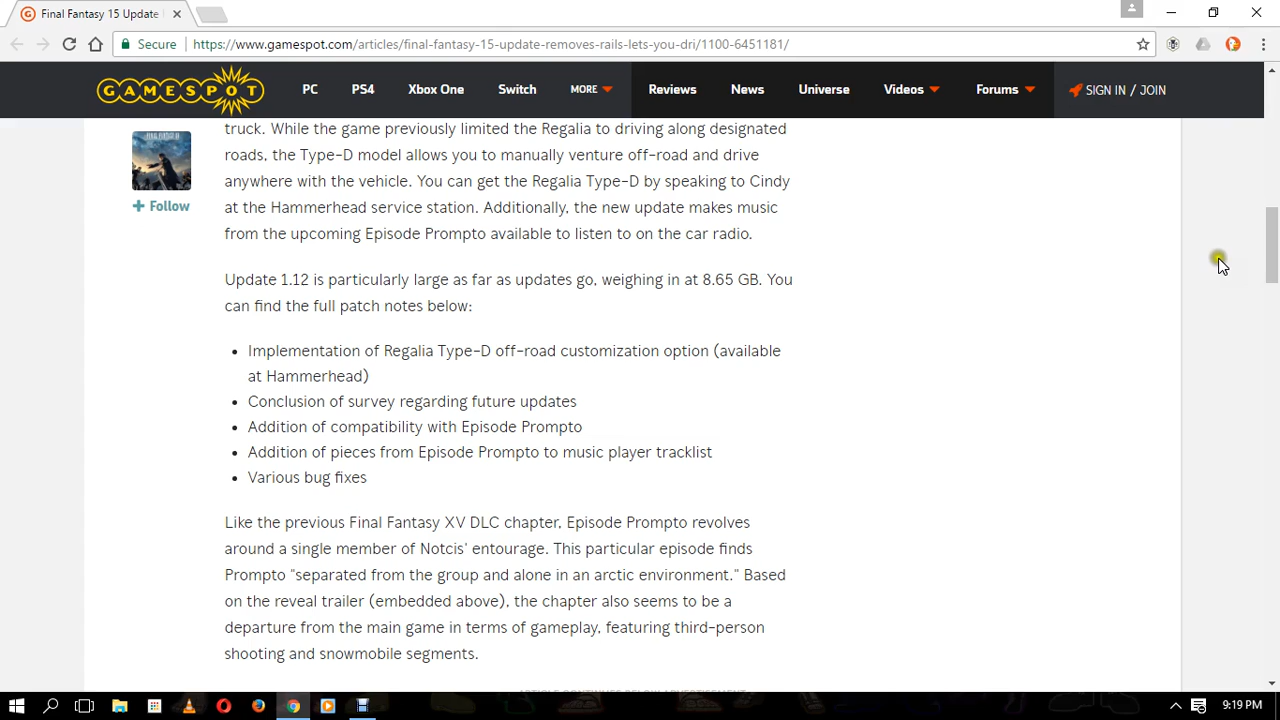 Final Fantasy 15 Update
Secure
https://www.gamespot.com/articles/final-fantasy-15-update-removes-rails-lets-you-dri/1100-6451181/
GAMESPOT
PC
PS4
Xbox One
Switch
MORE
Reviews
News
Universe
Videos
Forums
SIGN IN / JOIN
+ Follow
truck. While the game previously limited the Regalia to driving along designated
roads, the Type-D model allows you to manually venture off-road and drive
anywhere with the vehicle. You can get the Regalia Type-D by speaking to Cindy
at the Hammerhead service station. Additionally, the new update makes music
from the upcoming Episode Prompto available to listen to on the car radio.
Update 1.12 is particularly large as far as updates go, weighing in at 8.65 GB. You
can find the full patch notes below:
• Implementation of Regalia Type-D off-road customization option (available
at Hammerhead)
• Conclusion of survey regarding future updates
• Addition of compatibility with Episode Prompto
• Addition of pieces from Episode Prompto to music player tracklist
• Various bug fixes
Like the previous Final Fantasy XV DLC chapter, Episode Prompto revolves
around a single member of Notcis' entourage. This particular episode finds
Prompto "separated from the group and alone in an arctic environment." Based
on the reveal trailer (embedded above), the chapter also seems to be a
departure from the main game in terms of gameplay, featuring third-person
shooting and snowmobile segments.
9:19 PM